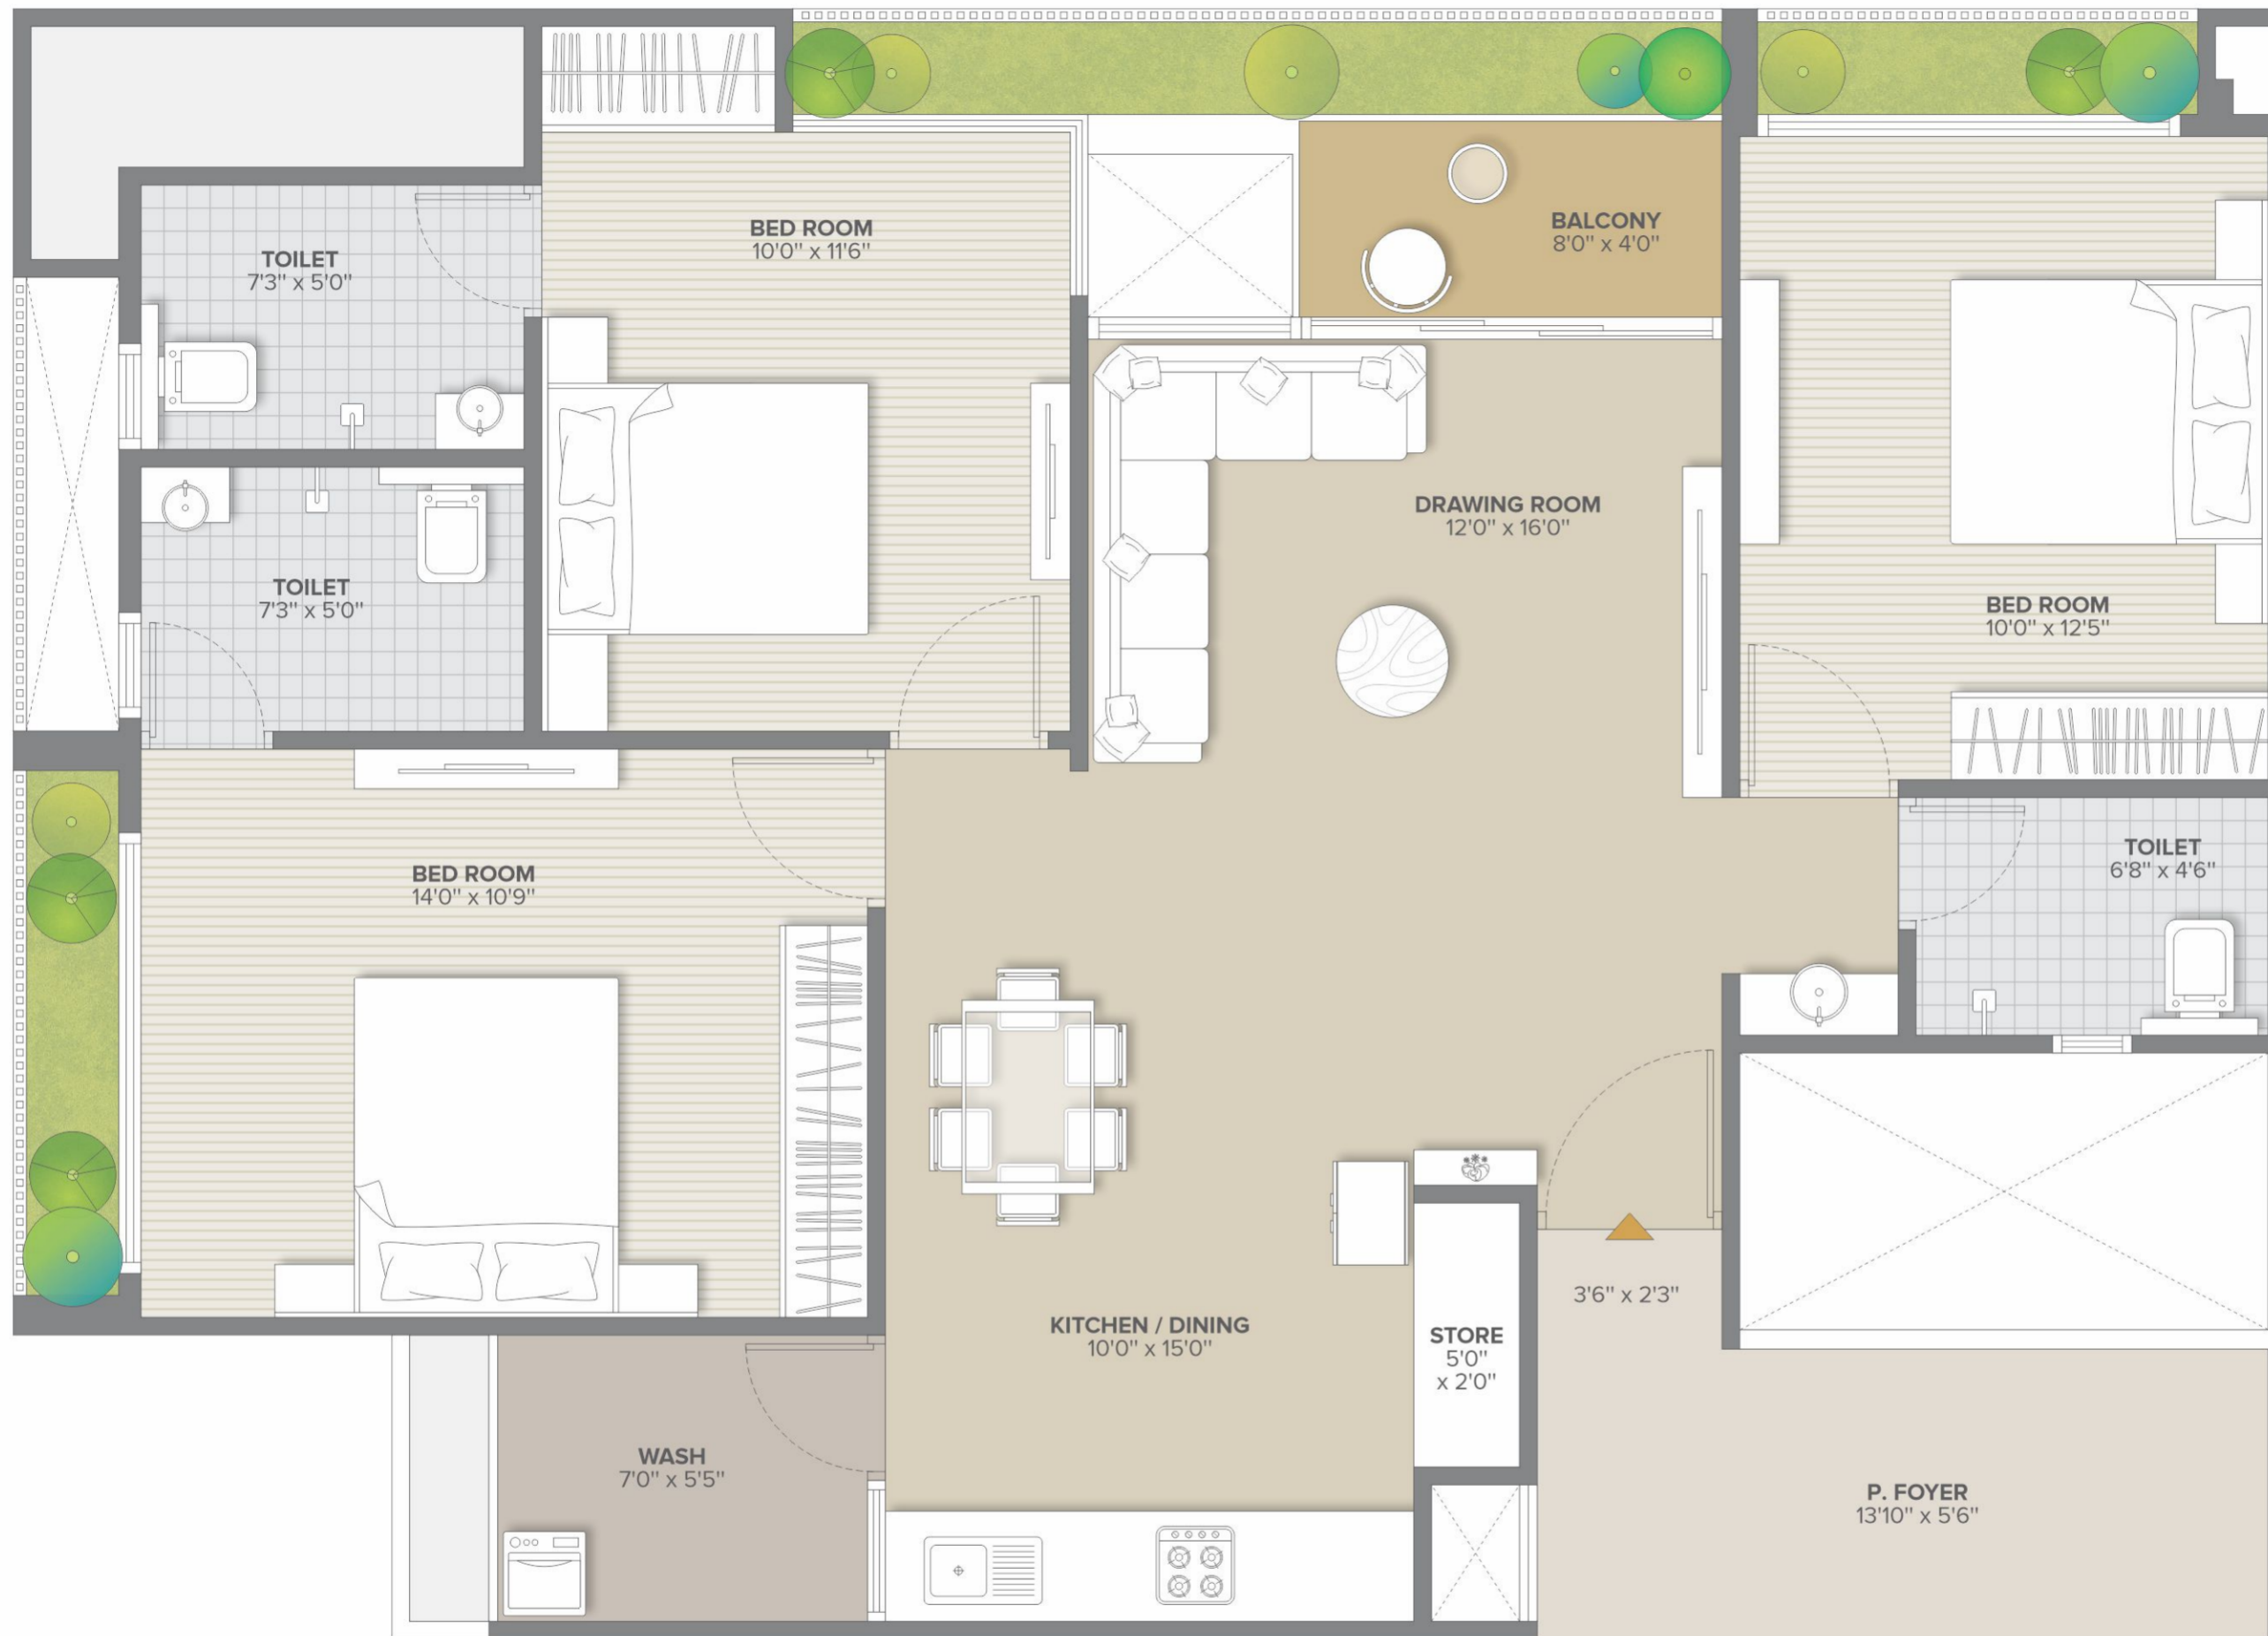 BED ROOM
10'0" x 11'6"
BALCONY
8'0" x 4'0"
TOILET
7'3" x 5'0"
DRAWING ROOM
12'0" x 16'0"
TOILET
7'3" x 5'0"
BED ROOM
10'0" x 12'5"
BED ROOM
14'0" x 10'9"
TOILET
6'8" x 4'6"
3'6" x 2'3"
KITCHEN / DINING
10'0" x 15'0"
STORE
5'0"
x 2'0"
WASH
7'0" x 5'5"
P. FOYER
13'10" x 5'6"